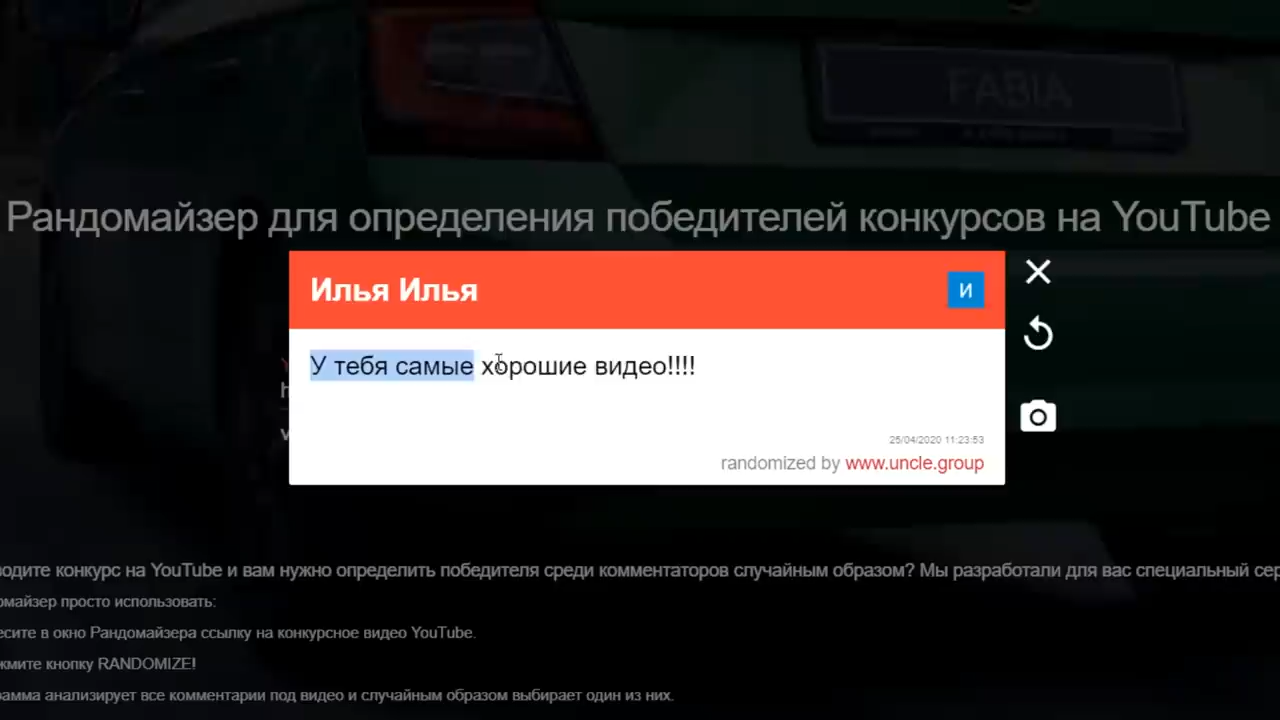 FABIA
Рандомайзер для определения победителей конкурсов на YouTube
Илья Илья
И
У тебя самые хорошие видео!!!!
25/04/2020 11:23:53
randomized by www.uncle.group
водите конкурс на YouTube и вам нужно определить победителя среди комментаторов случайным образом? Мы разработали для вас специальный сер
омайзер просто использовать:
есите в окно Рандомайзера ссылку на конкурсное видео YouTube.
жмите кнопку RANDOMIZE!
рамма анализирует все комментарии под видео и случайным образом выбирает один из них.